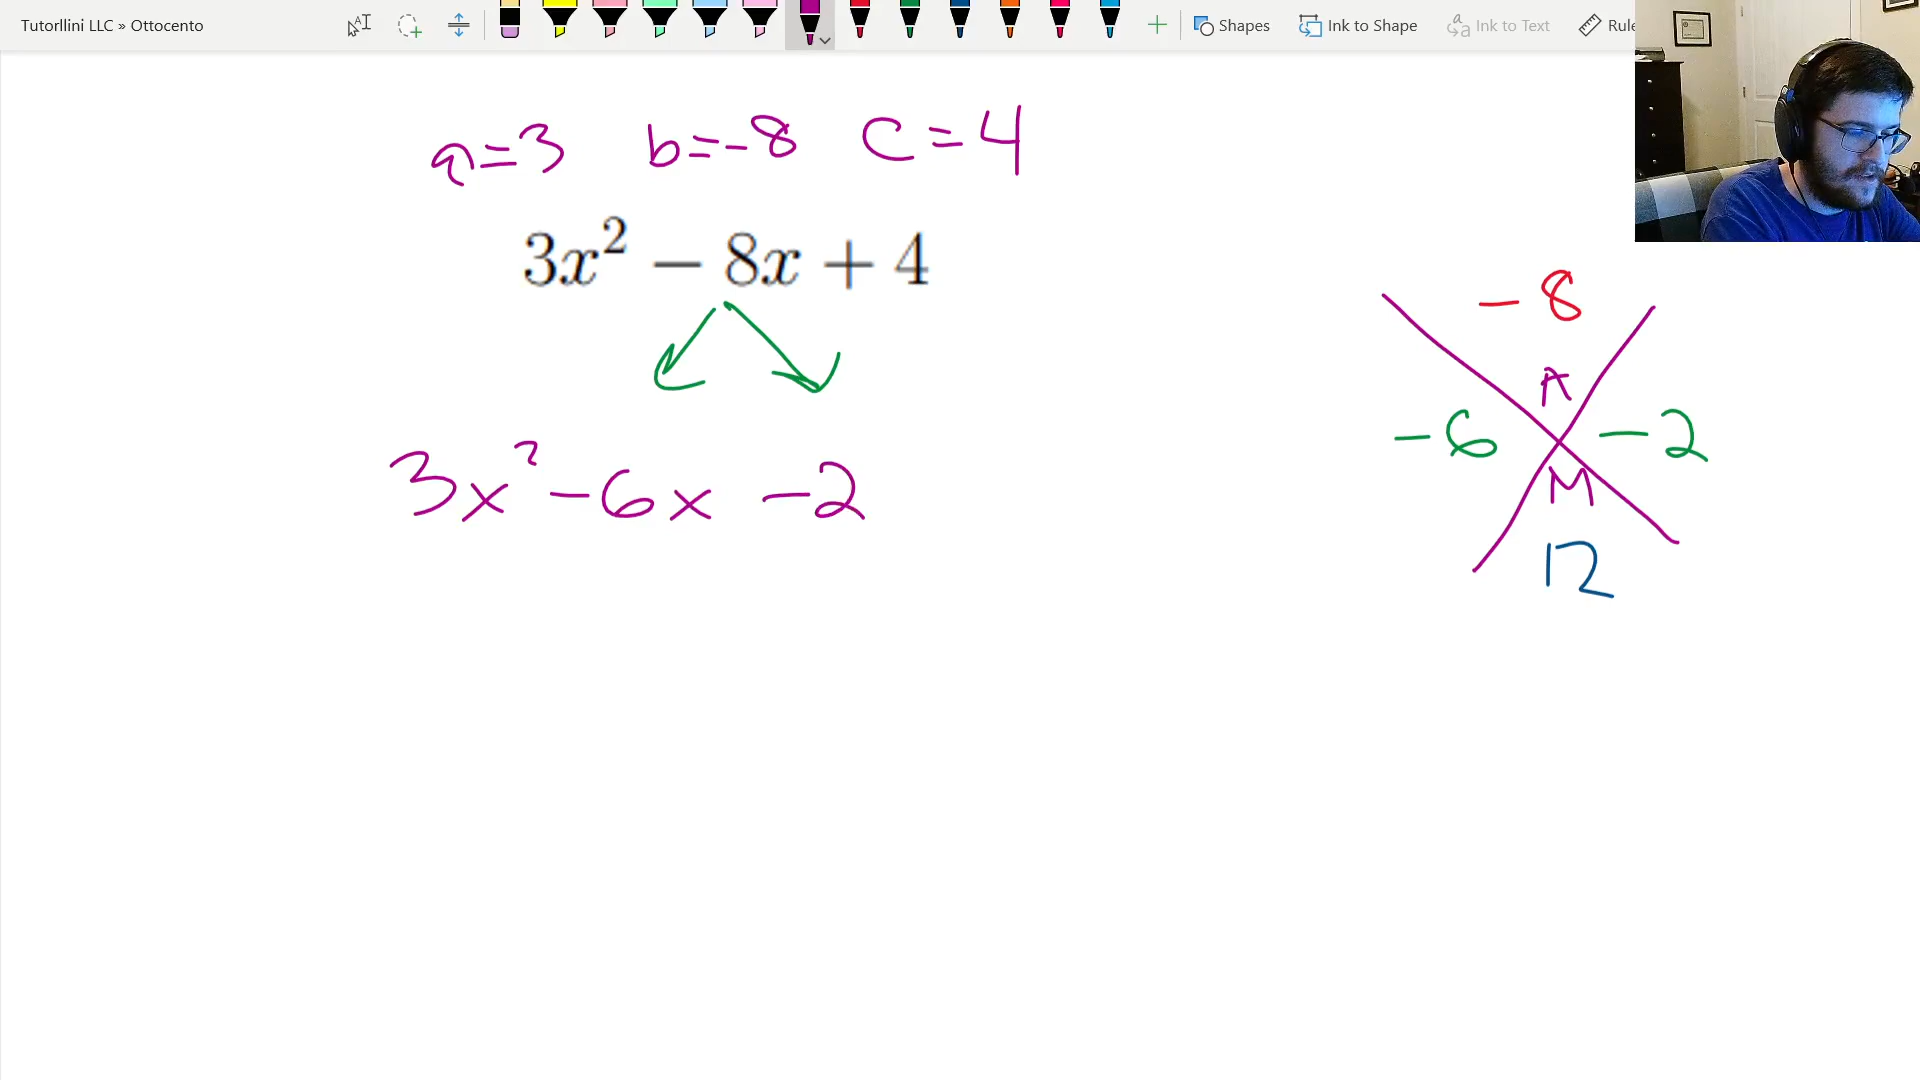 Tutorllini LLC » Ottocento
Shapes Ink to Shape Ink to Text Rule
a=3 b=-8 c=4
3x² − 8x + 4
-8
A
-6 -2
M
12
3x² -6x -2